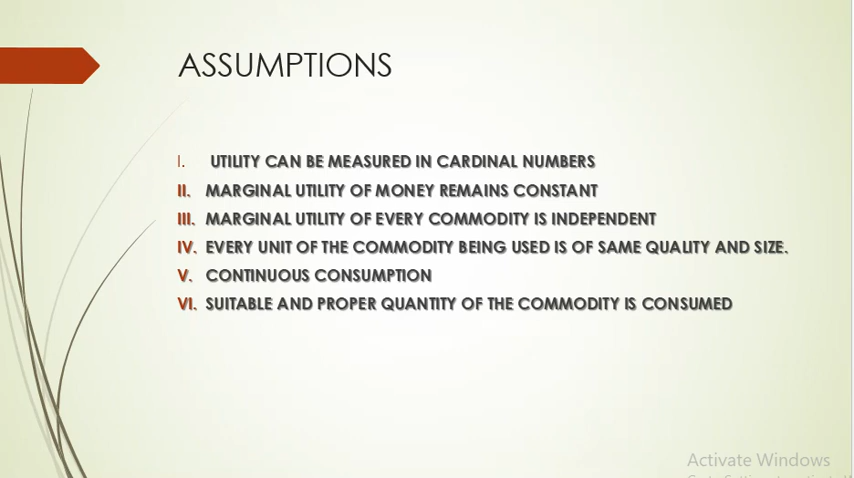 ASSUMPTIONS
I. UTILITY CAN BE MEASURED IN CARDINAL NUMBERS
II. MARGINAL UTILITY OF MONEY REMAINS CONSTANT
III. MARGINAL UTILITY OF EVERY COMMODITY IS INDEPENDENT
IV. EVERY UNIT OF THE COMMODITY BEING USED IS OF SAME QUALITY AND SIZE.
V. CONTINUOUS CONSUMPTION
VI. SUITABLE AND PROPER QUANTITY OF THE COMMODITY IS CONSUMED
Activate Windows